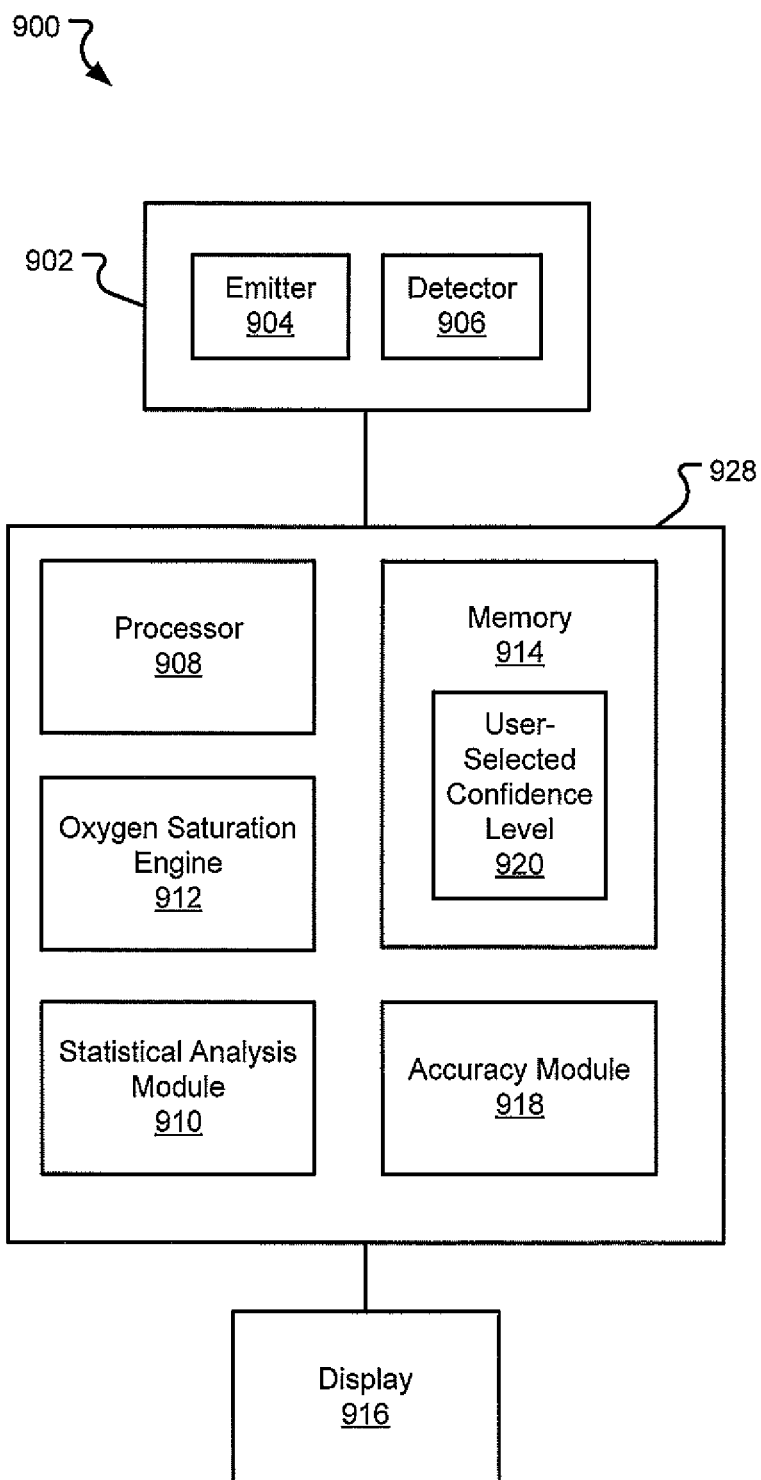 900
902
Emitter
904
Detector
906
928
Processor
908
Memory
914
User-
Selected
Confidence
Level
920
Oxygen Saturation
Engine
912
Statistical Analysis
Module
910
Accuracy Module
918
Display
916